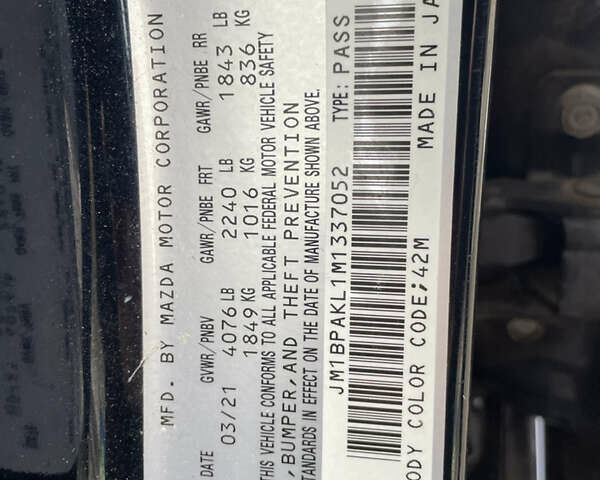 MFD. BY MAZDA MOTOR CORPORATION
DATE GVWR/PNBV GAWR/PNBE FRT GAWR/PNBE RR
03/21 4076 LB 2240 LB 1843 LB
1849 KG 1016 KG 836 KG
THIS VEHICLE CONFORMS TO ALL APPLICABLE FEDERAL MOTOR VEHICLE SAFETY
, BUMPER, AND THEFT PREVENTION
TANDARDS IN EFFECT ON THE DATE OF MANUFACTURE SHOWN ABOVE.
JM1BPAKL1M1337052 TYPE: PASS
ODY COLOR CODE;42M MADE IN JA